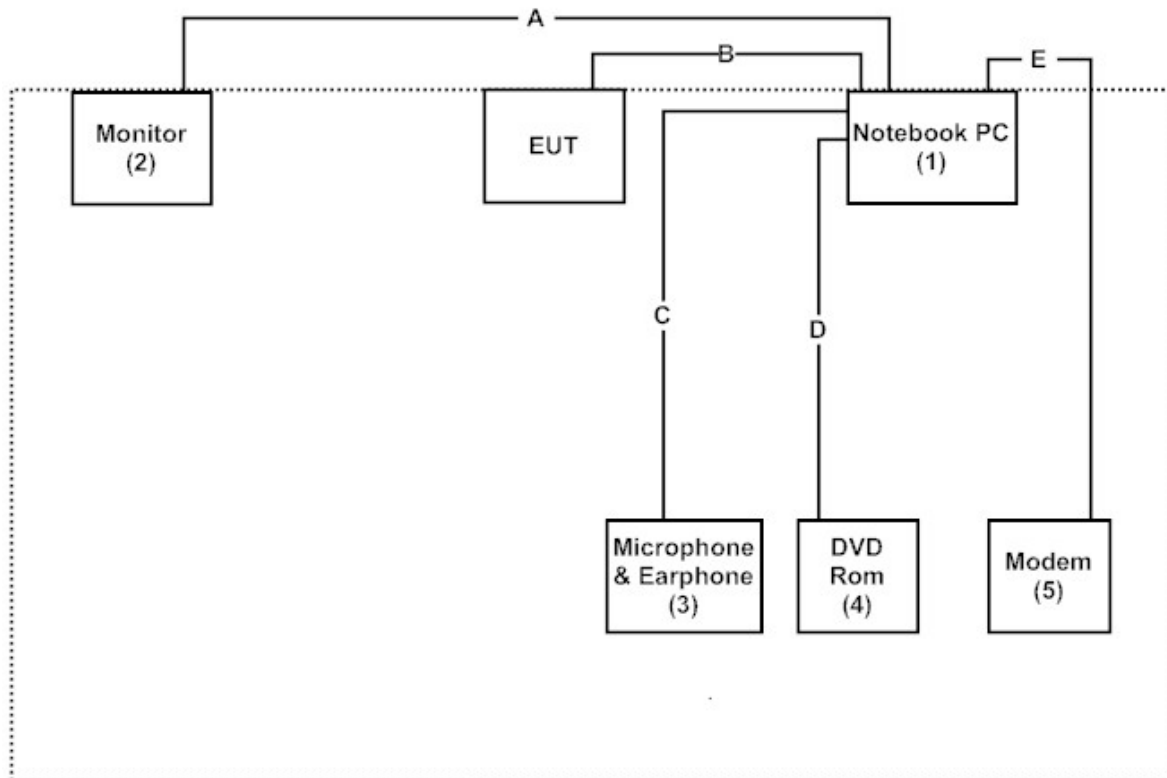 A
B
E
Monitor
(2)
EUT
Notebook PC
(1)
C
D
Microphone
& Earphone
(3)
DVD
Rom
(4)
Modem
(5)